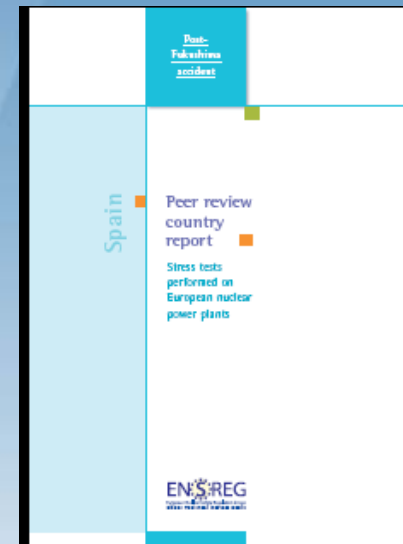 Post-
Fukushima
accident
Spain
Peer review
country
report
Stress tests
performed on
European nuclear
power plants
ENSREG